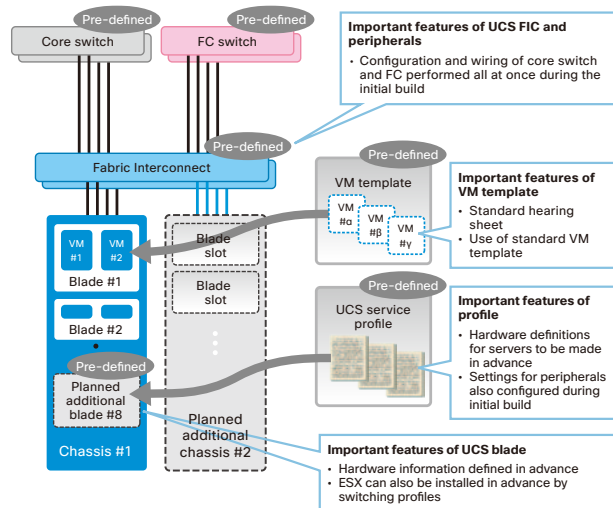 Pre-defined
Core switch
Pre-defined
FC switch
Important features of UCS FIC and
peripherals
• Configuration and wiring of core switch
and FC performed all at once during the
initial build
Pre-defined
Fabric Interconnect
Pre-defined
VM template
VM
#α
VM
#β
VM
#γ
Important features of
VM template
• Standard hearing
sheet
• Use of standard VM
template
VM
#1
VM
#2
Blade #1
Blade #2
Blade
slot
Blade
slot
Pre-defined
UCS service
profile
Important features of
profile
• Hardware definitions
for servers to be made
in advance
• Settings for peripherals
also configured during
initial build
Pre-defined
Planned
additional
blade #8
Chassis #1
Planned
additional
chassis #2
Important features of UCS blade
• Hardware information defined in advance
• ESX can also be installed in advance by
switching profiles